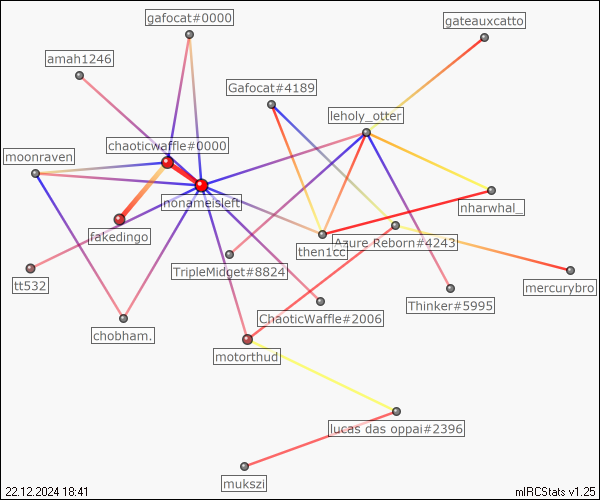 gafocat#0000
gateauxcatto
amah1246
Gafocat#4189
leholy_otter
chaoticwaffle#0000
moonraven
nonameisleft
nharwhal_
fakedingo
Azure Reborn#4243
then1cc
TripleMidget#8824
tt532
mercurybro
Thinker#5995
ChaoticWaffle#2006
chobham.
motorthud
lucas das oppai#2396
mukszi
22.12.2024 18:41
mIRCStats v1.25